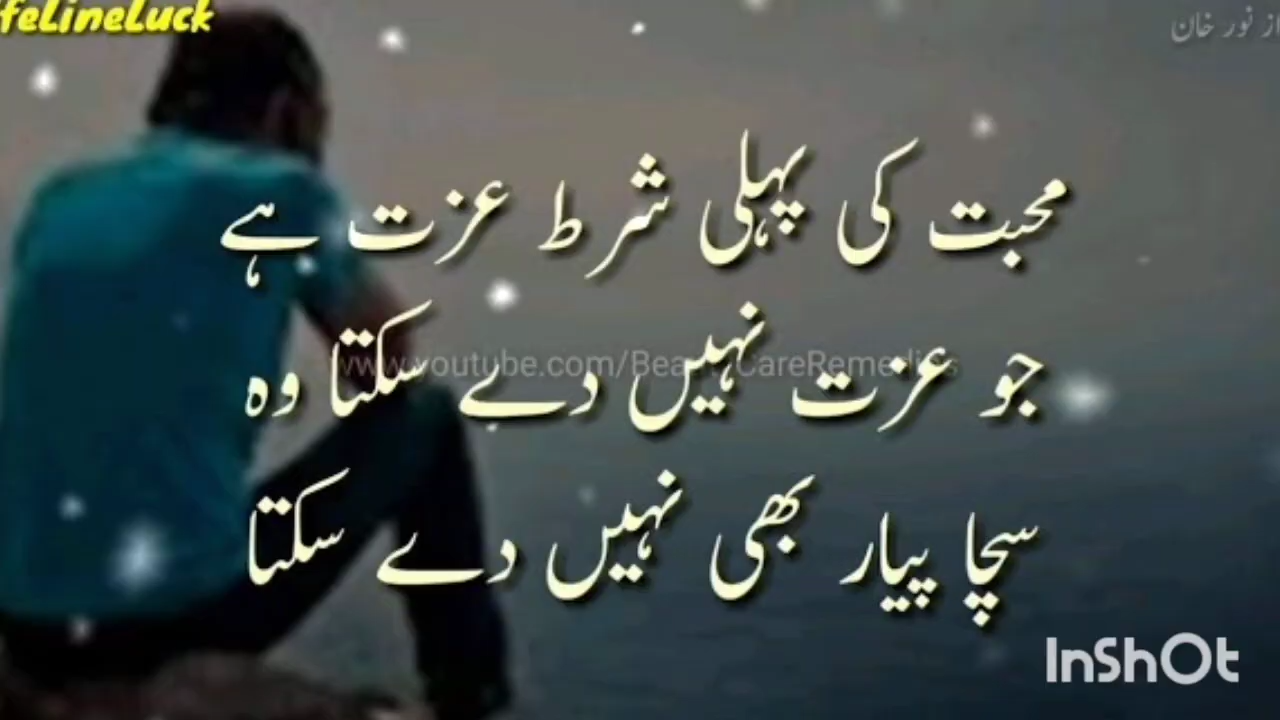 feLineLuck
از نور خان
محبت کی پہلی شرط عزت ہے
جو عزت نہیں دے سکتا وہ
www.youtube.com/BeautyCareRemedies
سچا پیار بھی نہیں دے سکتا
InShOt